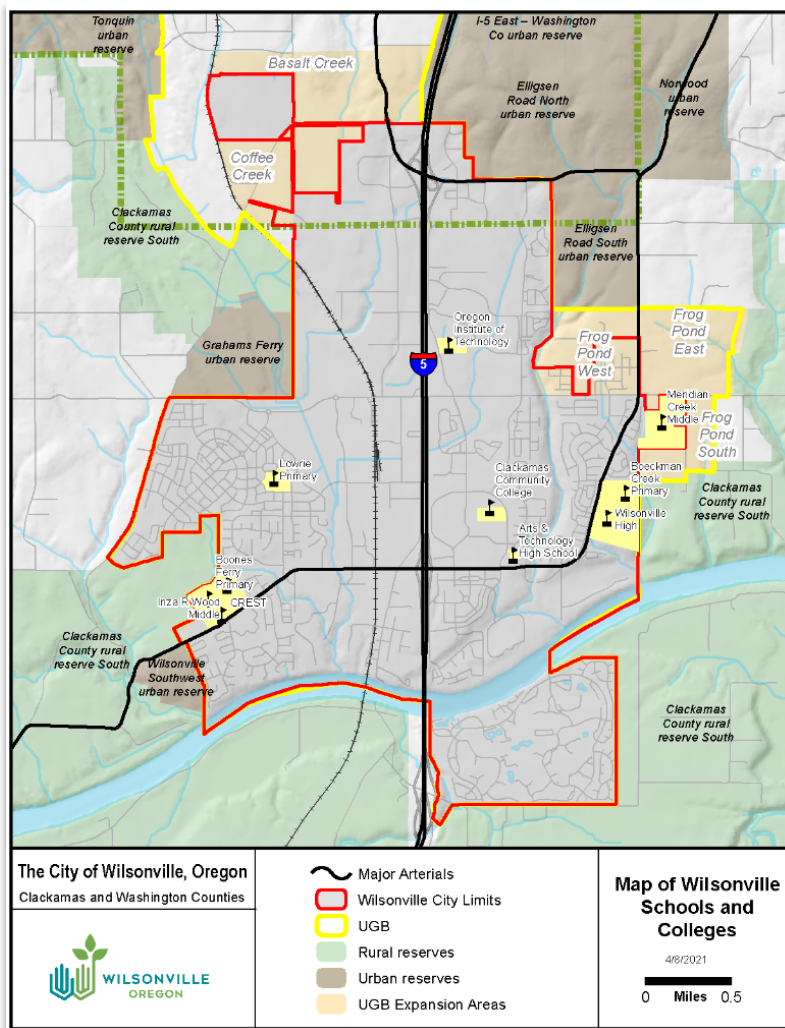 Tonquin
urban
reserve
I-5 East – Washington
Co urban reserve
Basalt Creek
Elligsen
Road North
urban reserve
Norwood
urban
reserve
Coffee
Creek
Clackamas
County rural
reserve South
Elligsen
Road South
urban reserve
Oregon
Institute of
Technology
Grahams Ferry
urban reserve
5
Frog
Pond
West
Frog
Pond
East
Meridian
Creek
Middle
Frog
Pond
South
Lowrie
Primary
Clackamas
Community
College
Boeckman
Creek
Primary
Clackamas
County rural
reserve South
Wilsonville
High
Arts &
Technology
High School
Boones
Ferry
Primary
Inza R Wood
Middle
CREST
Clackamas
County rural
reserve South
Wilsonville
Southwest
urban reserve
Clackamas
County rural
reserve South
The City of Wilsonville, Oregon
Clackamas and Washington Counties
WILSONVILLE
OREGON
Major Arterials
Wilsonville City Limits
UGB
Rural reserves
Urban reserves
UGB Expansion Areas
Map of Wilsonville
Schools and
Colleges
4/8/2021
0 Miles 0.5